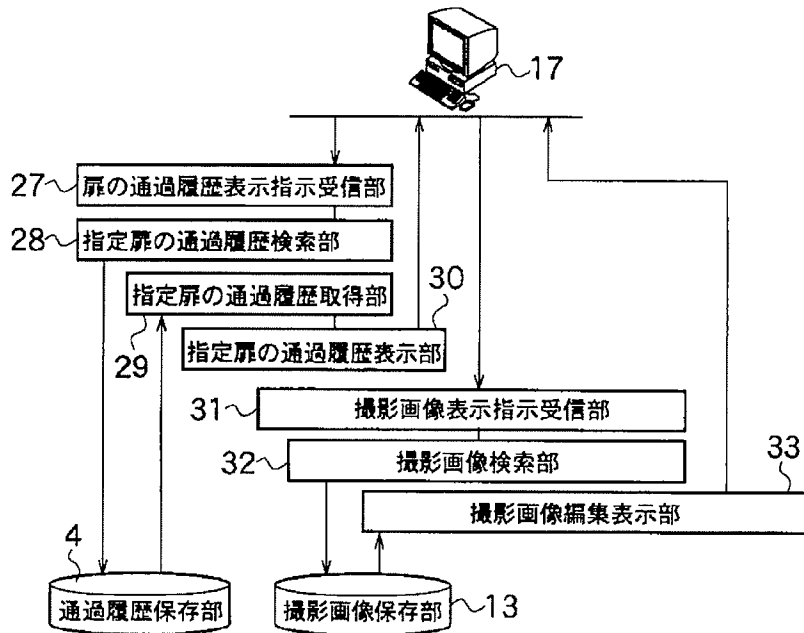 17
27 扉の通過履歴表示指示受信部
28 指定扉の通過履歴検索部
指定扉の通過履歴取得部
29
30
指定扉の通過履歴表示部
31 撮影画像表示指示受信部
32 撮影画像検索部
33
撮影画像編集表示部
4
通過履歴保存部
撮影画像保存部 13